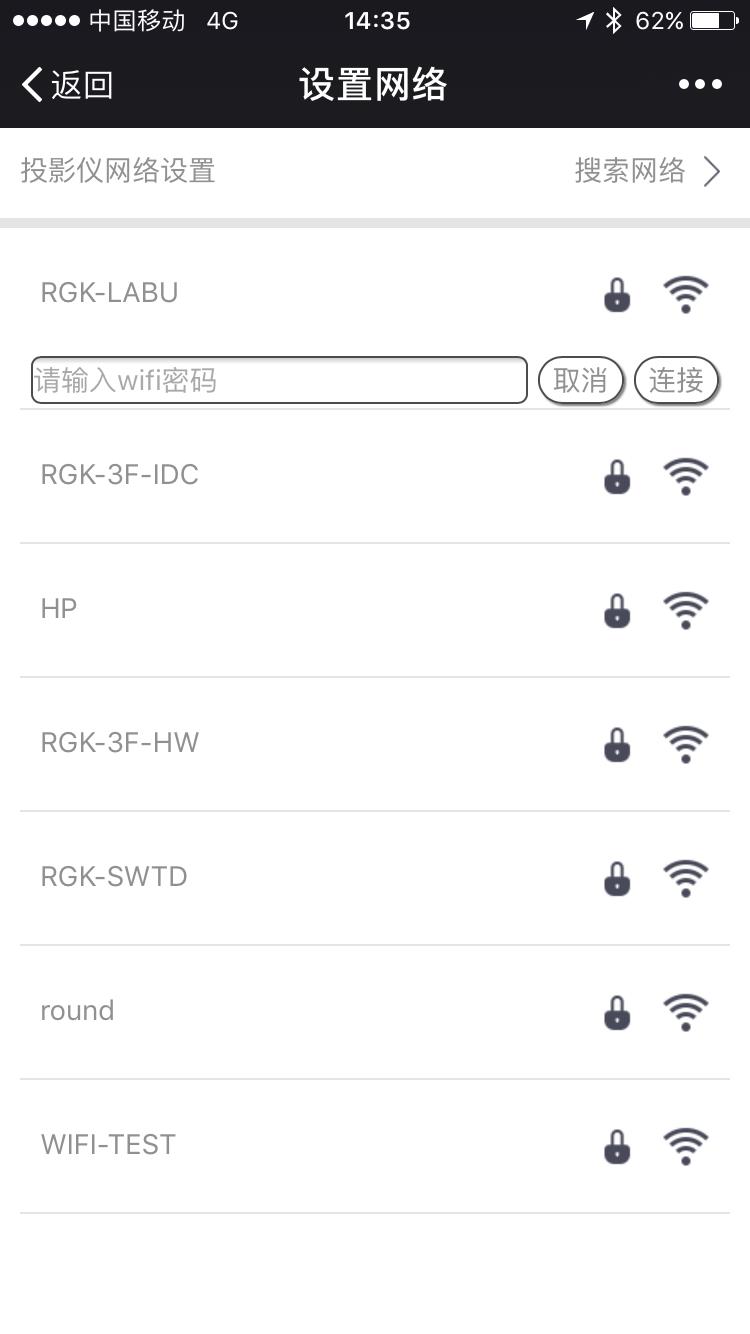 中国移动 4G 14:35 62%
返回 设置网络
投影仪网络设置 搜索网络
RGK-LABU
请输入wifi密码 取消 连接
RGK-3F-IDC
HP
RGK-3F-HW
RGK-SWTD
round
WIFI-TEST